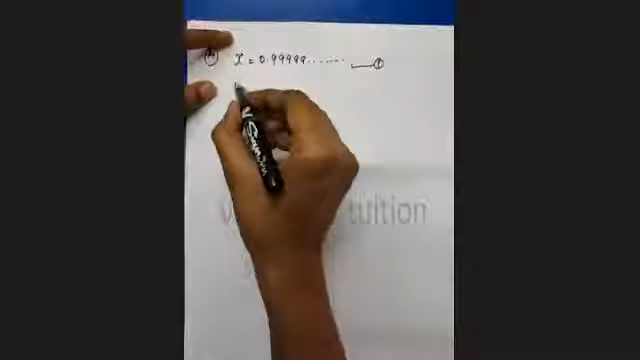 x = 0.99999....... —①
tuition